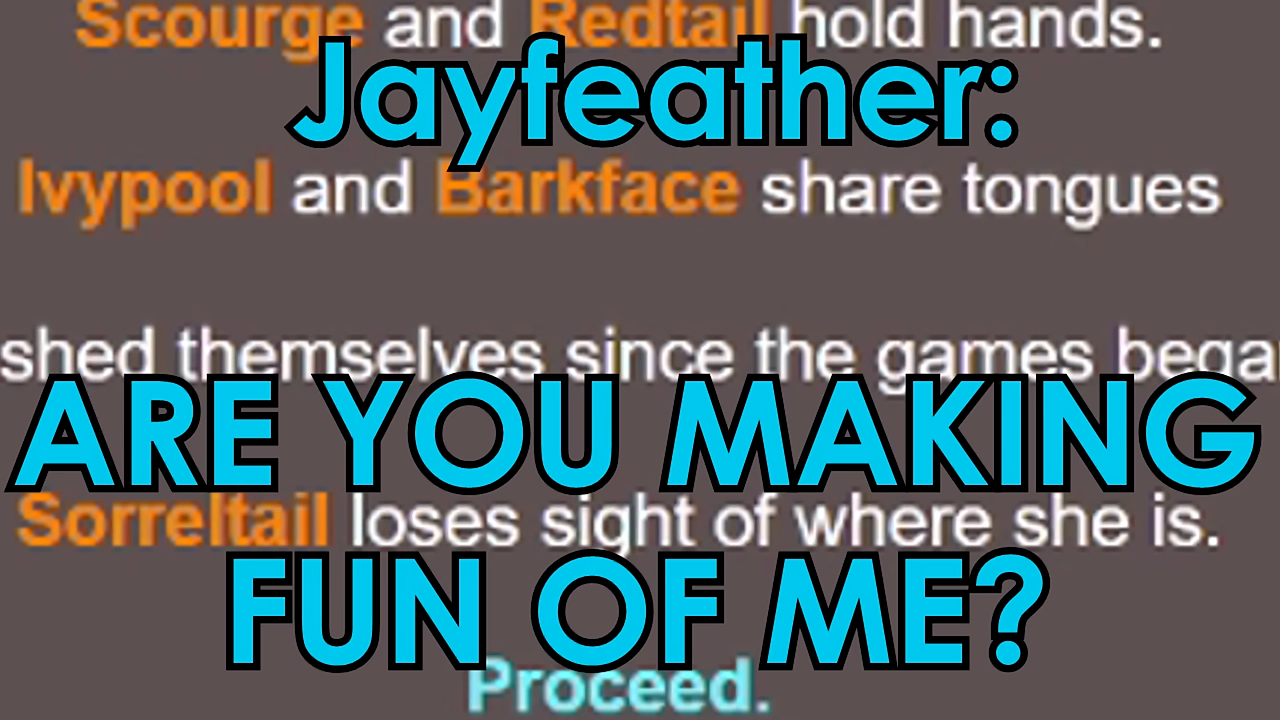 Scourge and Redtail hold hands.
Jayfeather:
Ivypool and Barkface share tongues
shed themselves since the games began
ARE YOU MAKING
Sorreltail loses sight of where she is.
FUN OF ME?
Proceed.